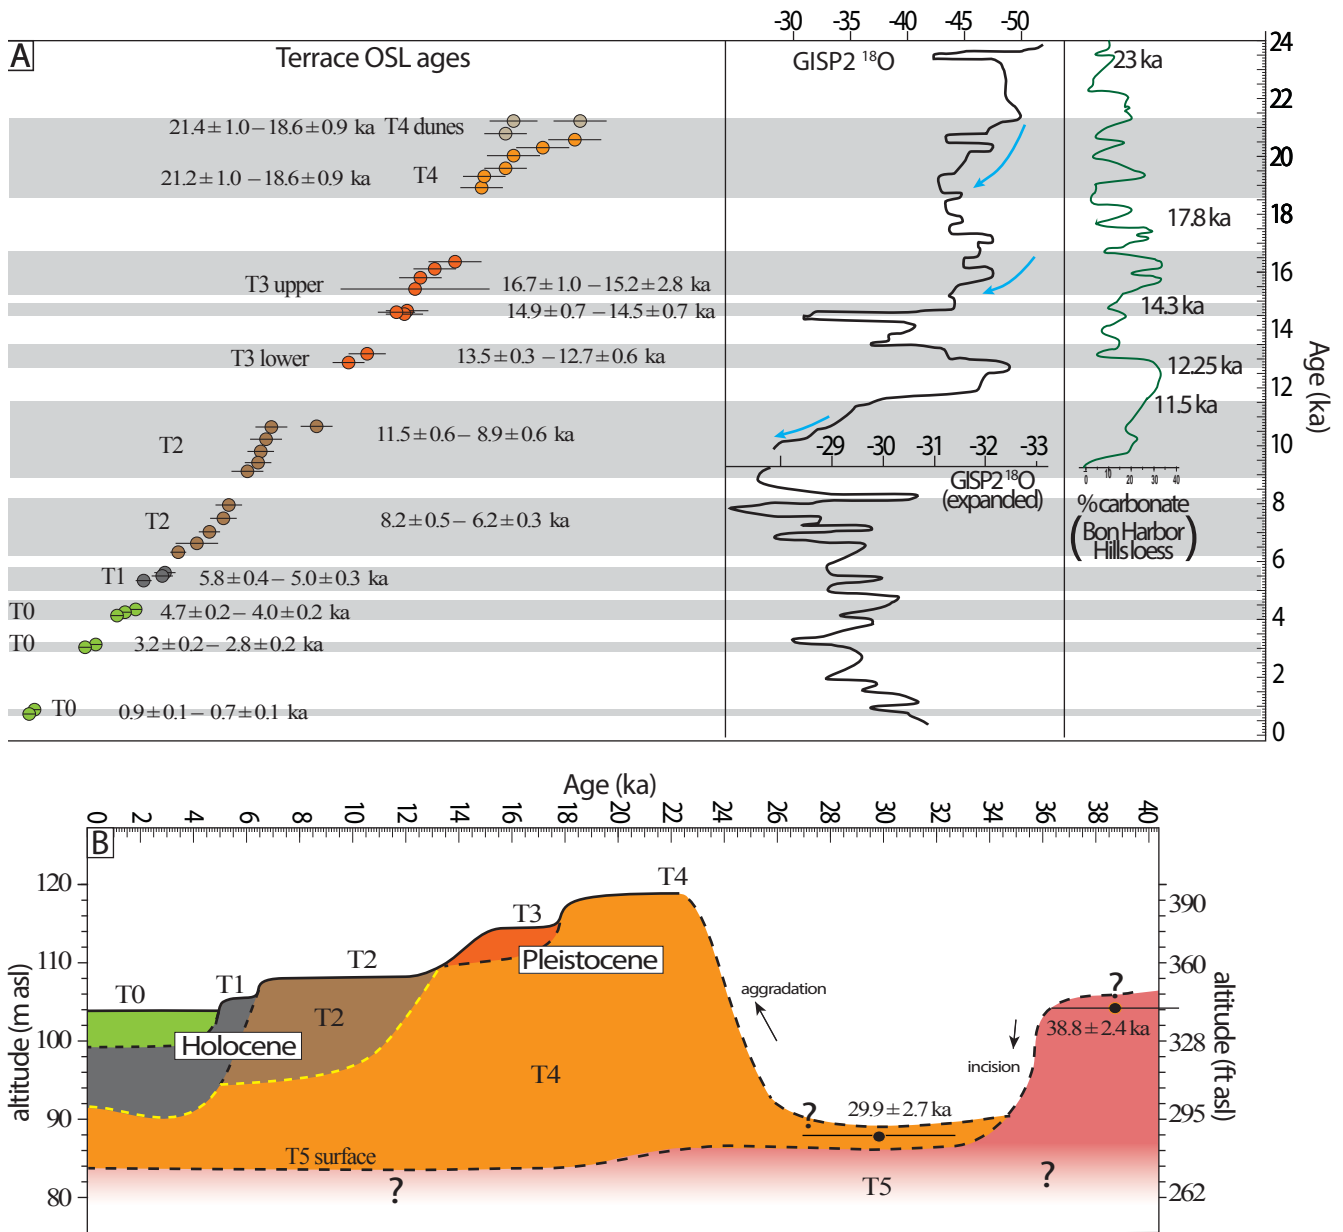 -30 -35 -40 -45 -50
A Terrace OSL ages GISP2 ¹⁸O
24
23 ka
22
21.4 ± 1.0 – 18.6 ± 0.9 ka T4 dunes
20
21.2 ± 1.0 – 18.6 ± 0.9 ka T4
18
17.8 ka
T3 upper 16.7 ± 1.0 – 15.2 ± 2.8 ka
16
14.9 ± 0.7 – 14.5 ± 0.7 ka
14.3 ka
14
T3 lower 13.5 ± 0.3 – 12.7 ± 0.6 ka
12.25 ka
12
11.5 ka
Age (ka)
T2 11.5 ± 0.6 – 8.9 ± 0.6 ka
10
-29 -30 -31 -32 -33
GISP2 ¹⁸O
(expanded)
0 10 20 30 40
% carbonate
( Bon Harbor
Hills loess )
8
T2 8.2 ± 0.5 – 6.2 ± 0.3 ka
6
T1 5.8 ± 0.4 – 5.0 ± 0.3 ka
T0 4.7 ± 0.2 – 4.0 ± 0.2 ka
4
T0 3.2 ± 0.2 – 2.8 ± 0.2 ka
2
T0 0.9 ± 0.1 – 0.7 ± 0.1 ka
0
Age (ka)
00 2 4 6 8 10 12 14 16 18 20 22 24 26 28 30 32 34 36 38 40
B
120 T4 390
T3
110 T2 Pleistocene 360
T1
T0
aggradation
?
38.8 ± 2.4 ka
100 Holocene T2 328
T4
incision
altitude (m asl)
altitude (ft asl)
90 ? 29.9 ± 2.7 ka 295
T5 surface
80 ? T5 ? 262